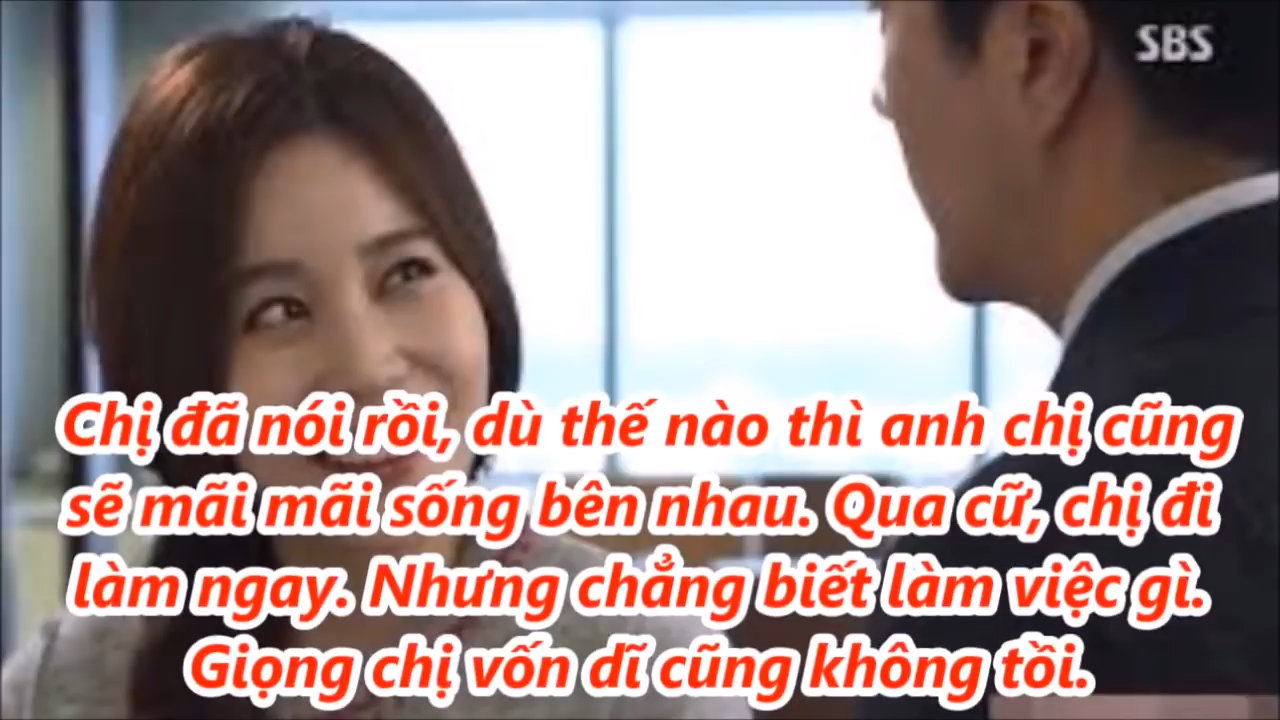 SBS
Chị đã nói rồi, dù thế nào thì anh chị cũng
sẽ mãi mãi sống bên nhau. Qua cữ, chị đi
làm ngay. Nhưng chẳng biết làm việc gì.
Giọng chị vốn dĩ cũng không tồi.